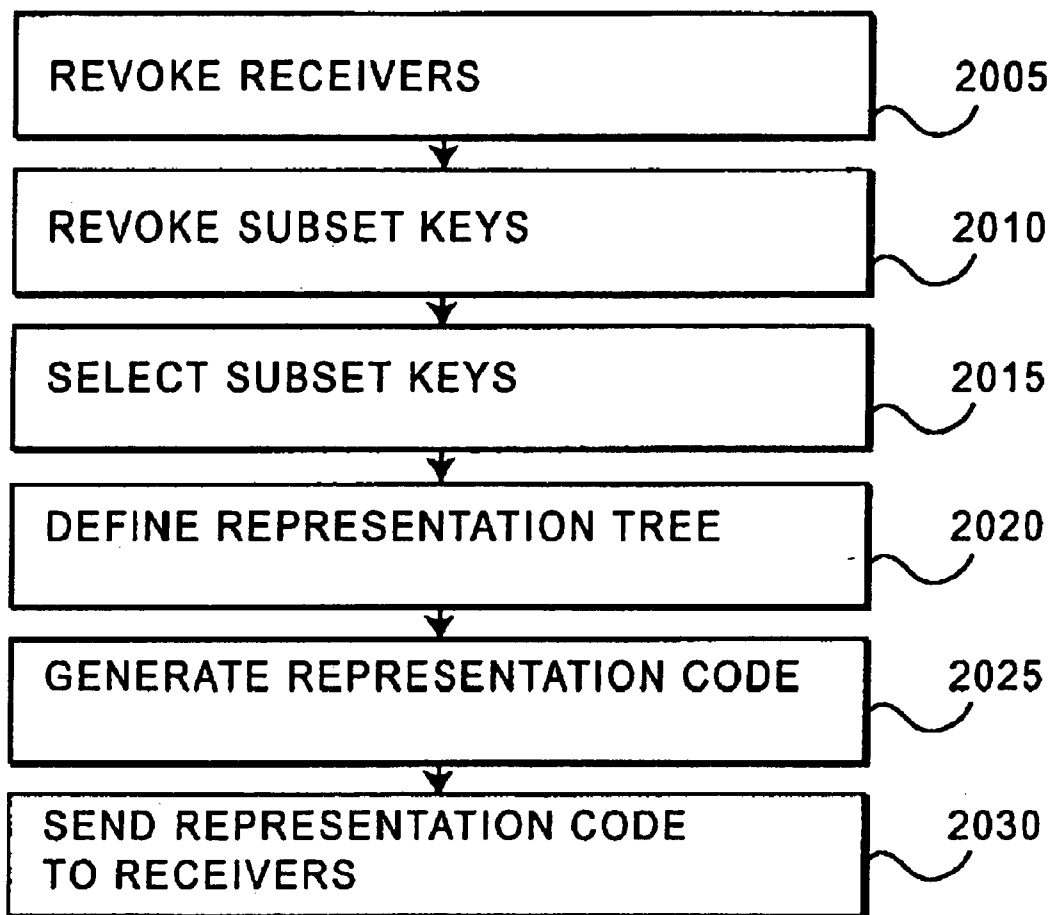 REVOKE RECEIVERS 2005
REVOKE SUBSET KEYS 2010
SELECT SUBSET KEYS 2015
DEFINE REPRESENTATION TREE 2020
GENERATE REPRESENTATION CODE 2025
SEND REPRESENTATION CODE 2030
TO RECEIVERS